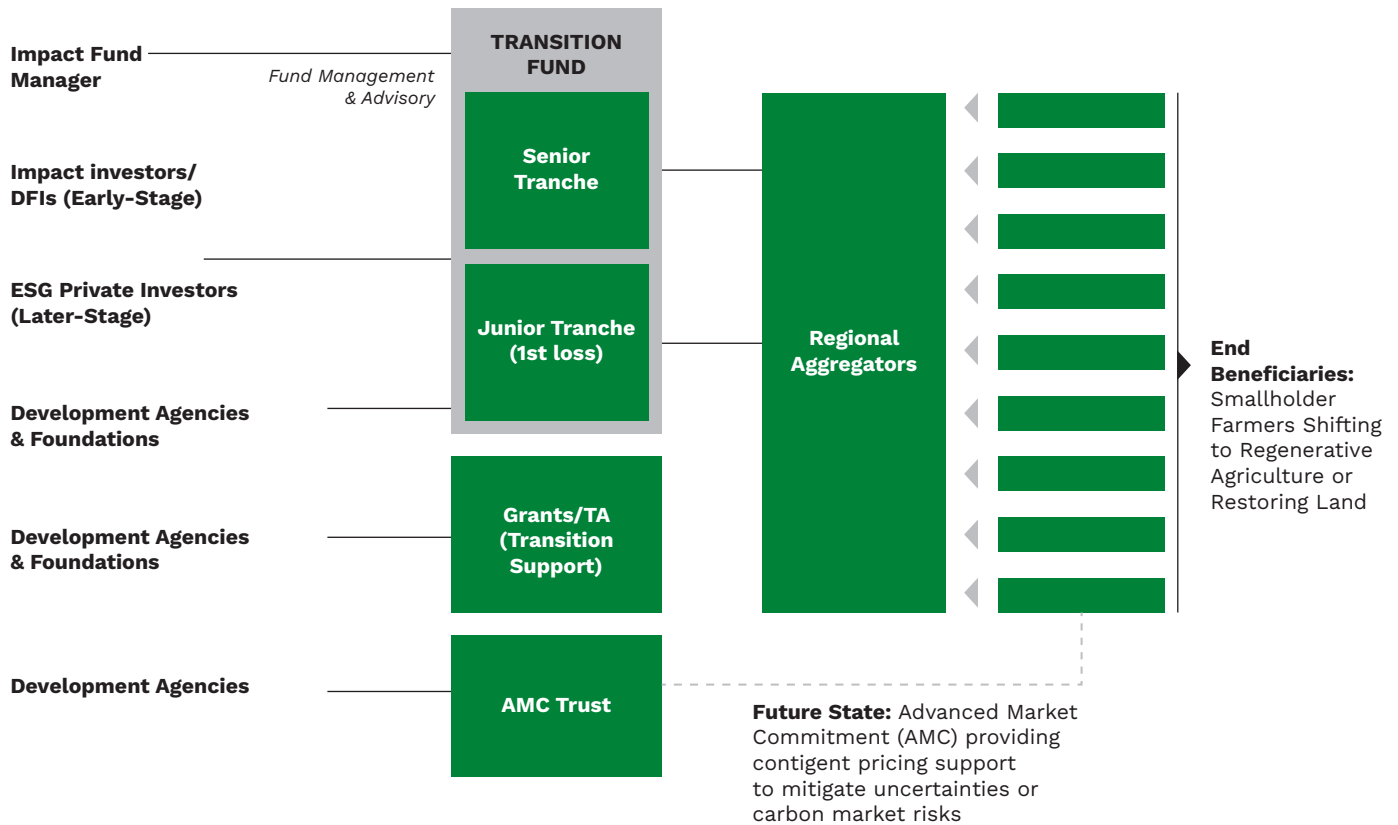 Impact Fund
Manager
Fund Management
& Advisory
Impact investors/
DFIs (Early-Stage)
ESG Private Investors
(Later-Stage)
Development Agencies
& Foundations
Development Agencies
& Foundations
Development Agencies
TRANSITION
FUND
Senior
Tranche
Junior Tranche
(1st loss)
Grants/TA
(Transition
Support)
AMC Trust
Regional
Aggregators
End
Beneficiaries:
Smallholder
Farmers Shifting
to Regenerative
Agriculture or
Restoring Land
Future State: Advanced Market
Commitment (AMC) providing
contigent pricing support
to mitigate uncertainties or
carbon market risks